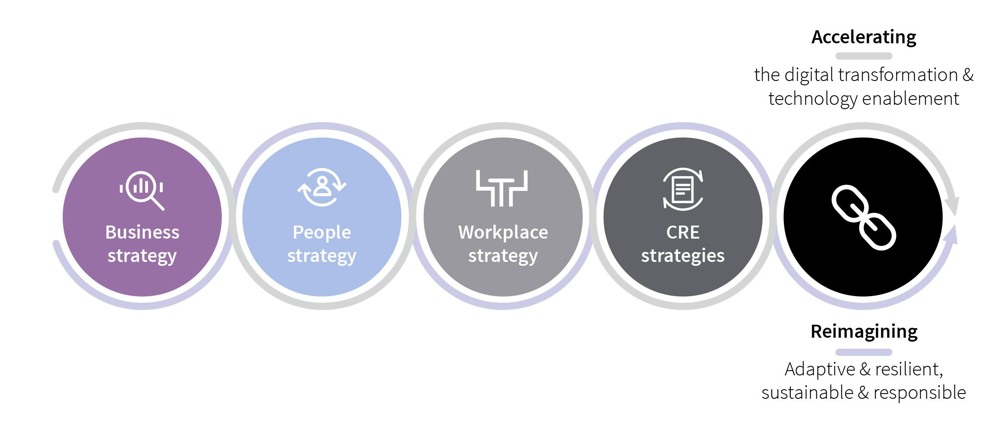 Accelerating
the digital transformation &
technology enablement
Business
strategy
People
strategy
Workplace
strategy
CRE
strategies
Reimagining
Adaptive & resilient,
sustainable & responsible